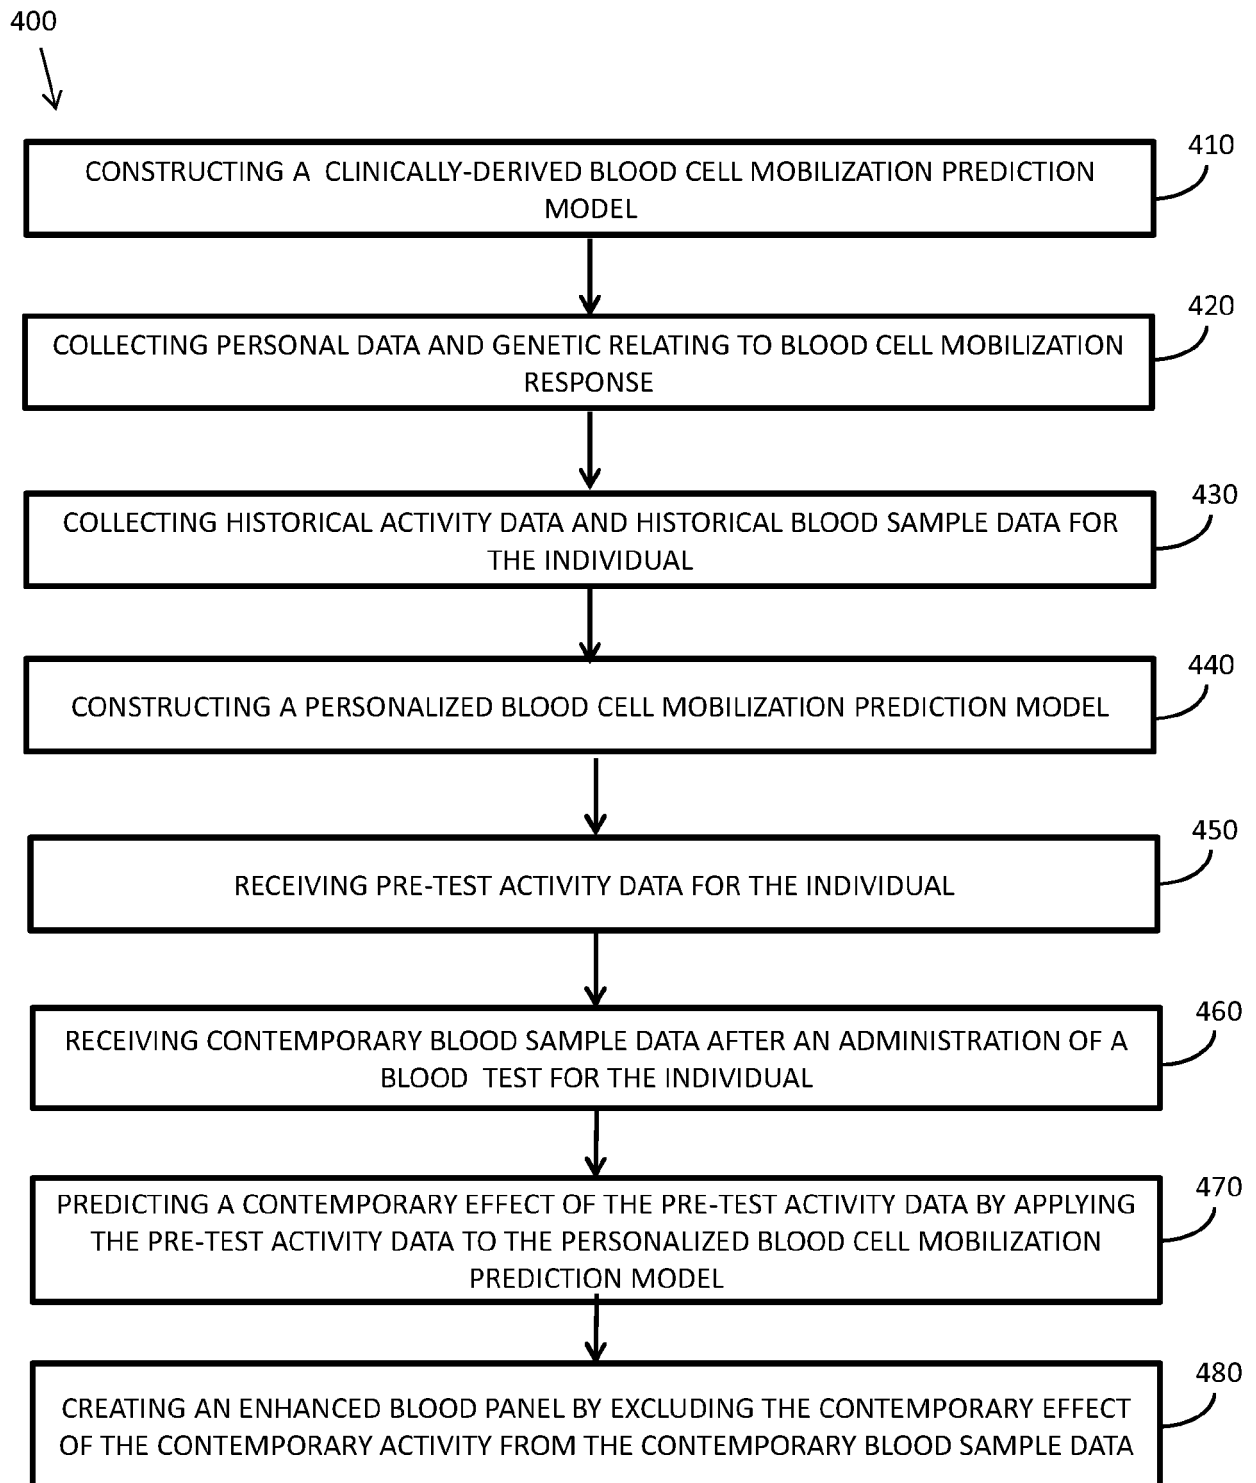 400
410
CONSTRUCTING A CLINICALLY-DERIVED BLOOD CELL MOBILIZATION PREDICTION
MODEL
420
COLLECTING PERSONAL DATA AND GENETIC RELATING TO BLOOD CELL MOBILIZATION
RESPONSE
430
COLLECTING HISTORICAL ACTIVITY DATA AND HISTORICAL BLOOD SAMPLE DATA FOR
THE INDIVIDUAL
440
CONSTRUCTING A PERSONALIZED BLOOD CELL MOBILIZATION PREDICTION MODEL
450
RECEIVING PRE-TEST ACTIVITY DATA FOR THE INDIVIDUAL
460
RECEIVING CONTEMPORARY BLOOD SAMPLE DATA AFTER AN ADMINISTRATION OF A
BLOOD TEST FOR THE INDIVIDUAL
470
PREDICTING A CONTEMPORARY EFFECT OF THE PRE-TEST ACTIVITY DATA BY APPLYING
THE PRE-TEST ACTIVITY DATA TO THE PERSONALIZED BLOOD CELL MOBILIZATION
PREDICTION MODEL
480
CREATING AN ENHANCED BLOOD PANEL BY EXCLUDING THE CONTEMPORARY EFFECT
OF THE CONTEMPORARY ACTIVITY FROM THE CONTEMPORARY BLOOD SAMPLE DATA